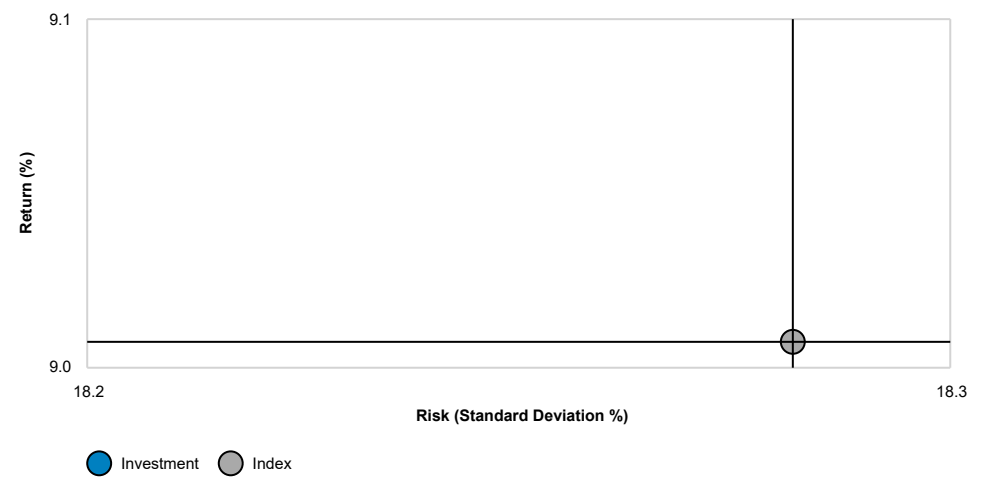 9.1
Return (%)
9.0
18.2
18.3
Risk (Standard Deviation %)
Investment
Index